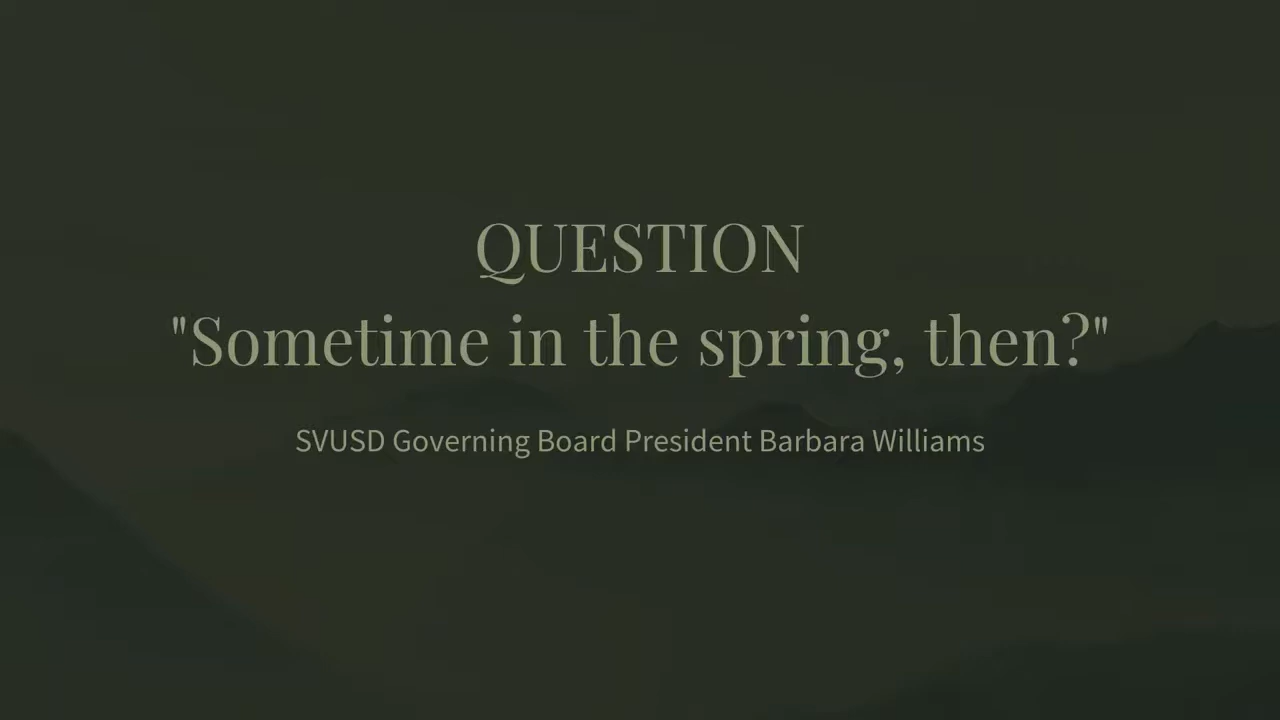 QUESTION
"Sometime in the spring, then?"
SVUSD Governing Board President Barbara Williams